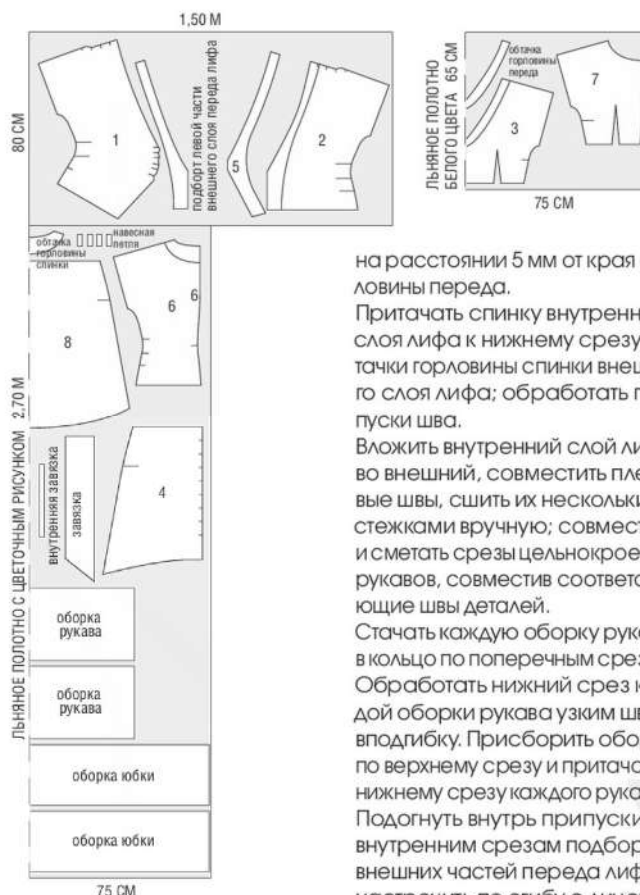 1,50 М
80 СМ
1
подборт левой части
внешнего слоя переда лифа
5
2
ЛЬНЯНОЕ ПОЛОТНО
БЕЛОГО ЦВЕТА 65 СМ
обтачка
горловины
переда
3
7
75 СМ
ЛЬНЯНОЕ ПОЛОТНО С ЦВЕТОЧНЫМ РИСУНКОМ 2,70 М
обтачка
горловины
спинки
навесная
петля
8
6
6
внутренняя завязка
завязка
4
оборка
рукава
оборка
рукава
оборка юбки
оборка юбки
75 СМ
на расстоянии 5 мм от края
ловины переда.
Притачать спинку внутренн
слоя лифа к нижнему срезу
тачки горловины спинки внеш
го слоя лифа; обработать п
пуски шва.
Вложить внутренний слой ли
во внешний, совместить пле
вые швы, сшить их нескольки
стежками вручную; совмест
и сметать срезы цельнокрое
рукавов, совместив соответс
ющие швы деталей.
Стачать каждую оборку рука
в кольцо по поперечным срез
Обработать нижний срез к
дой оборки рукава узким шв
вподгибку. Присборить обо
по верхнему срезу и притача
нижнему срезу каждого рука
Подогнуть внутрь припуски
внутренним срезам подбор
внешних частей переда лиф